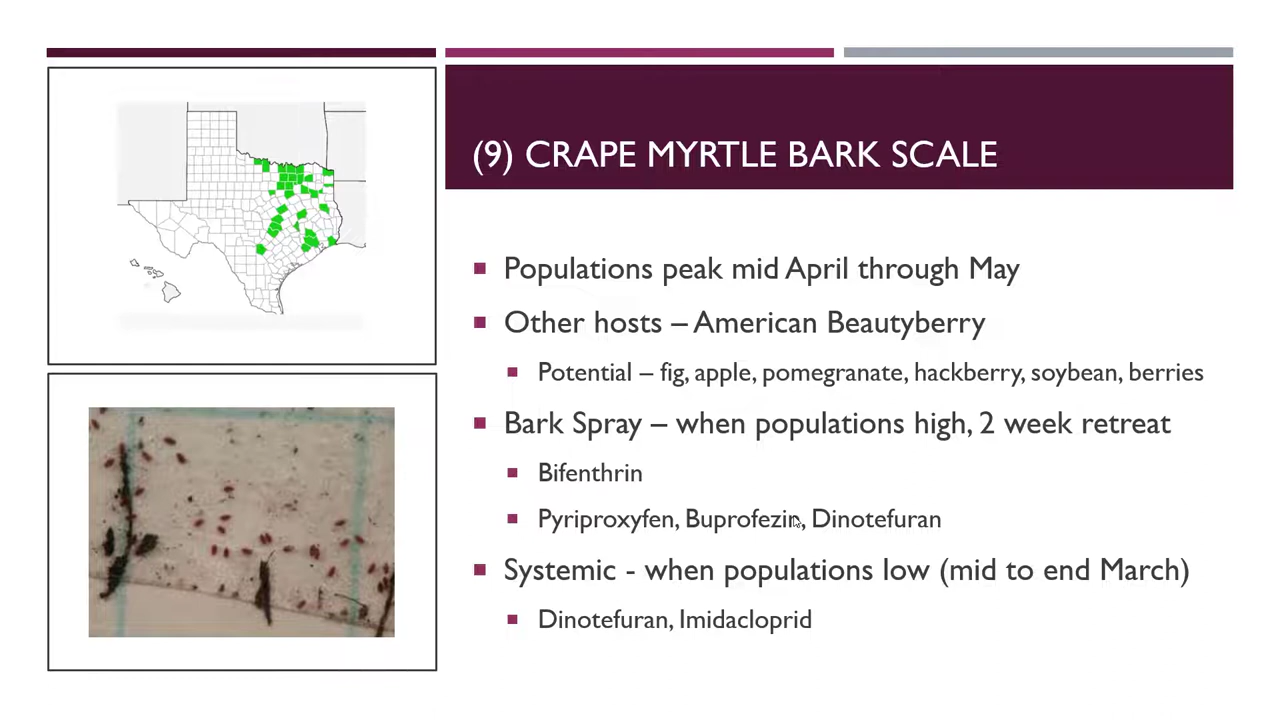 (9) CRAPE MYRTLE BARK SCALE
Populations peak mid April through May
Other hosts – American Beautyberry
Potential – fig, apple, pomegranate, hackberry, soybean, berries
Bark Spray – when populations high, 2 week retreat
Bifenthrin
Pyriproxyfen, Buprofezin, Dinotefuran
Systemic - when populations low (mid to end March)
Dinotefuran, Imidacloprid